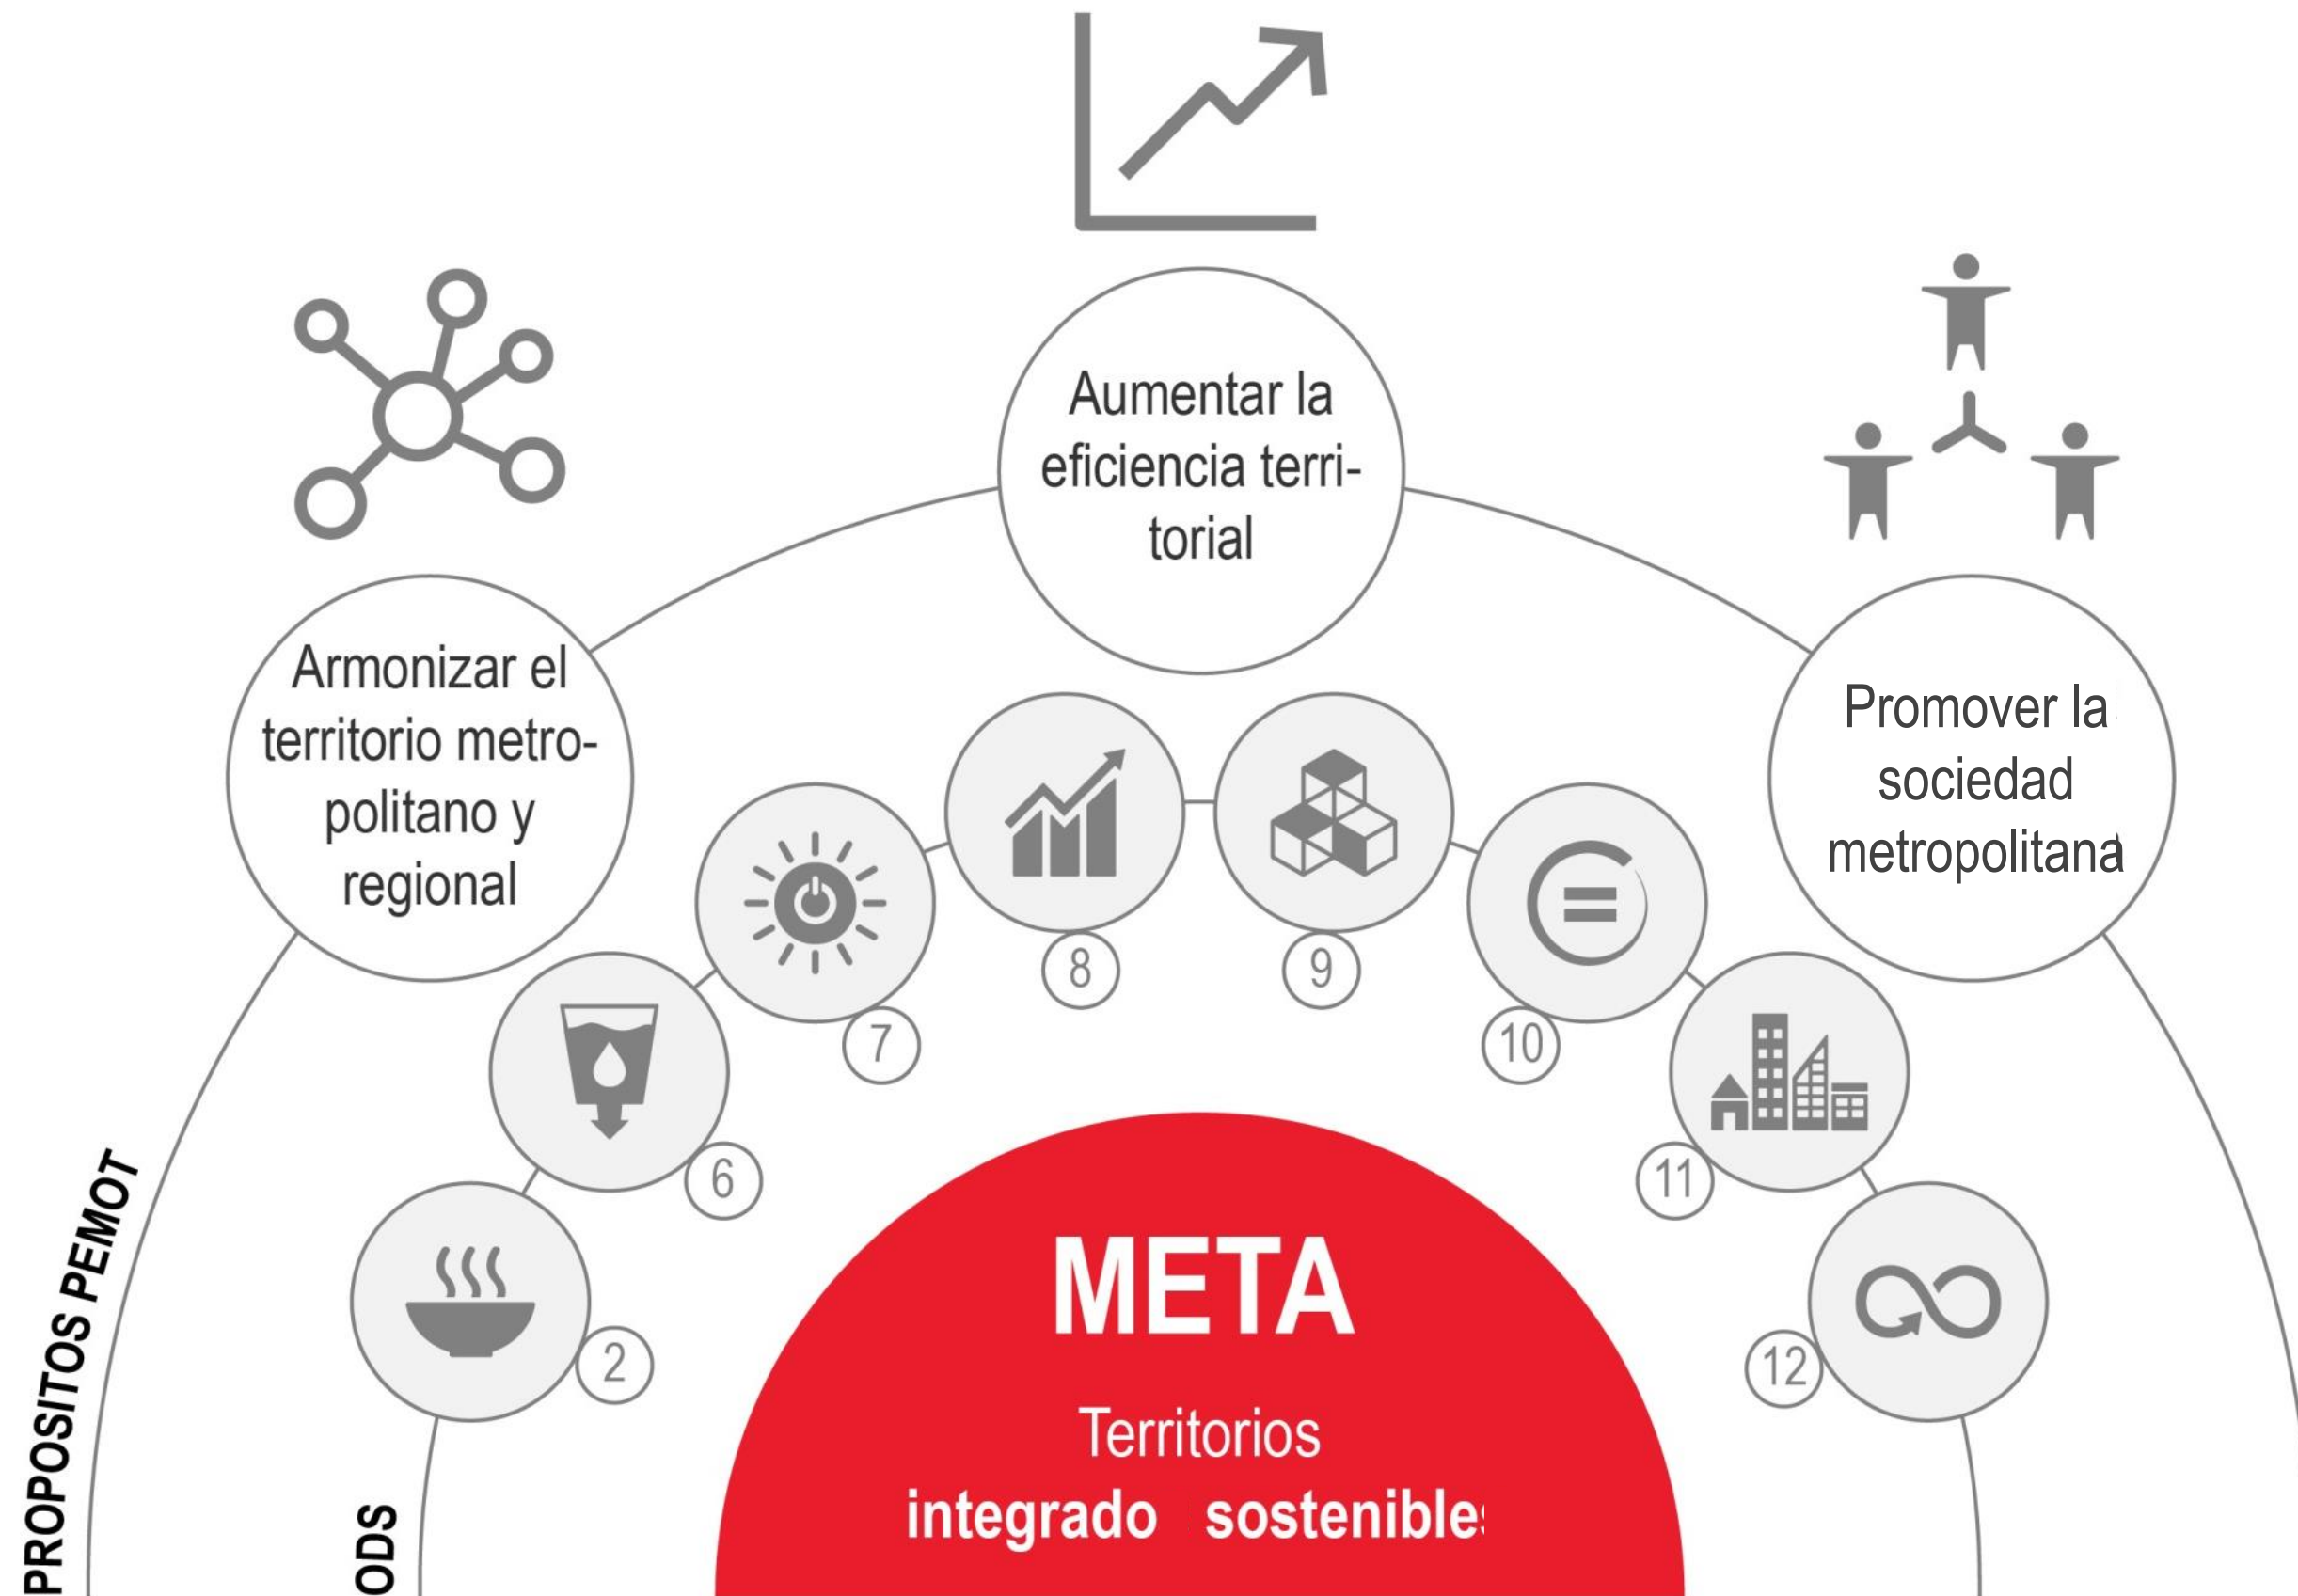 Aumentar la
eficiencia terri-
torial
Armonizar el
territorio metro-
politano y
regional
Promover la
sociedad
metropolitana
8
9
7
10
6
11
2
12
PROPOSITOS PEMOT
ODS
META
Territorios
integrado sostenibles